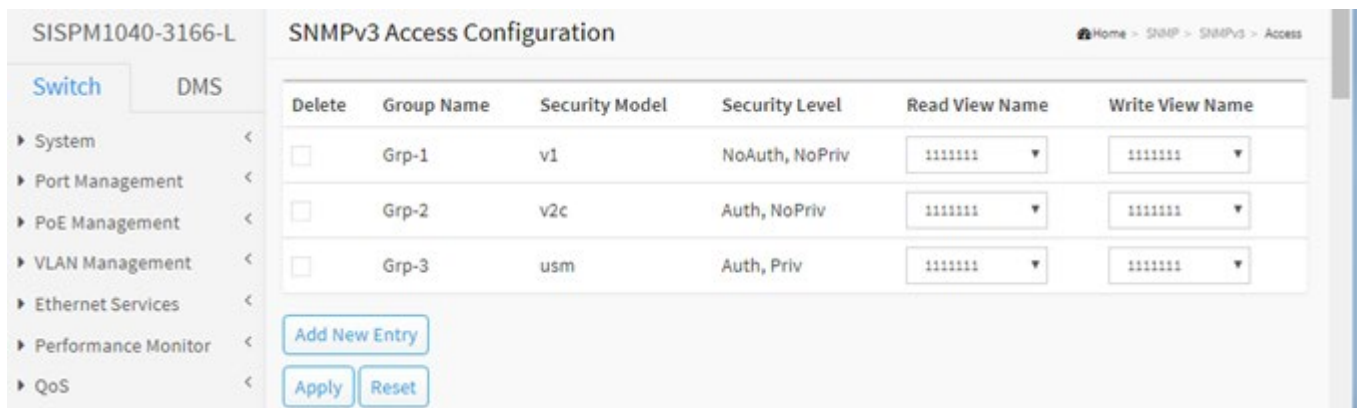 SISPM1040-3166-L
Switch DMS
System
Port Management
PoE Management
VLAN Management
Ethernet Services
Performance Monitor
QoS
SNMPv3 Access Configuration
Home > SNMP > SNMPv3 > Access
Delete Group Name Security Model Security Level Read View Name Write View Name
Grp-1 v1 NoAuth, NoPriv 1111111 1111111
Grp-2 v2c Auth, NoPriv 1111111 1111111
Grp-3 usm Auth, Priv 1111111 1111111
Add New Entry
Apply Reset